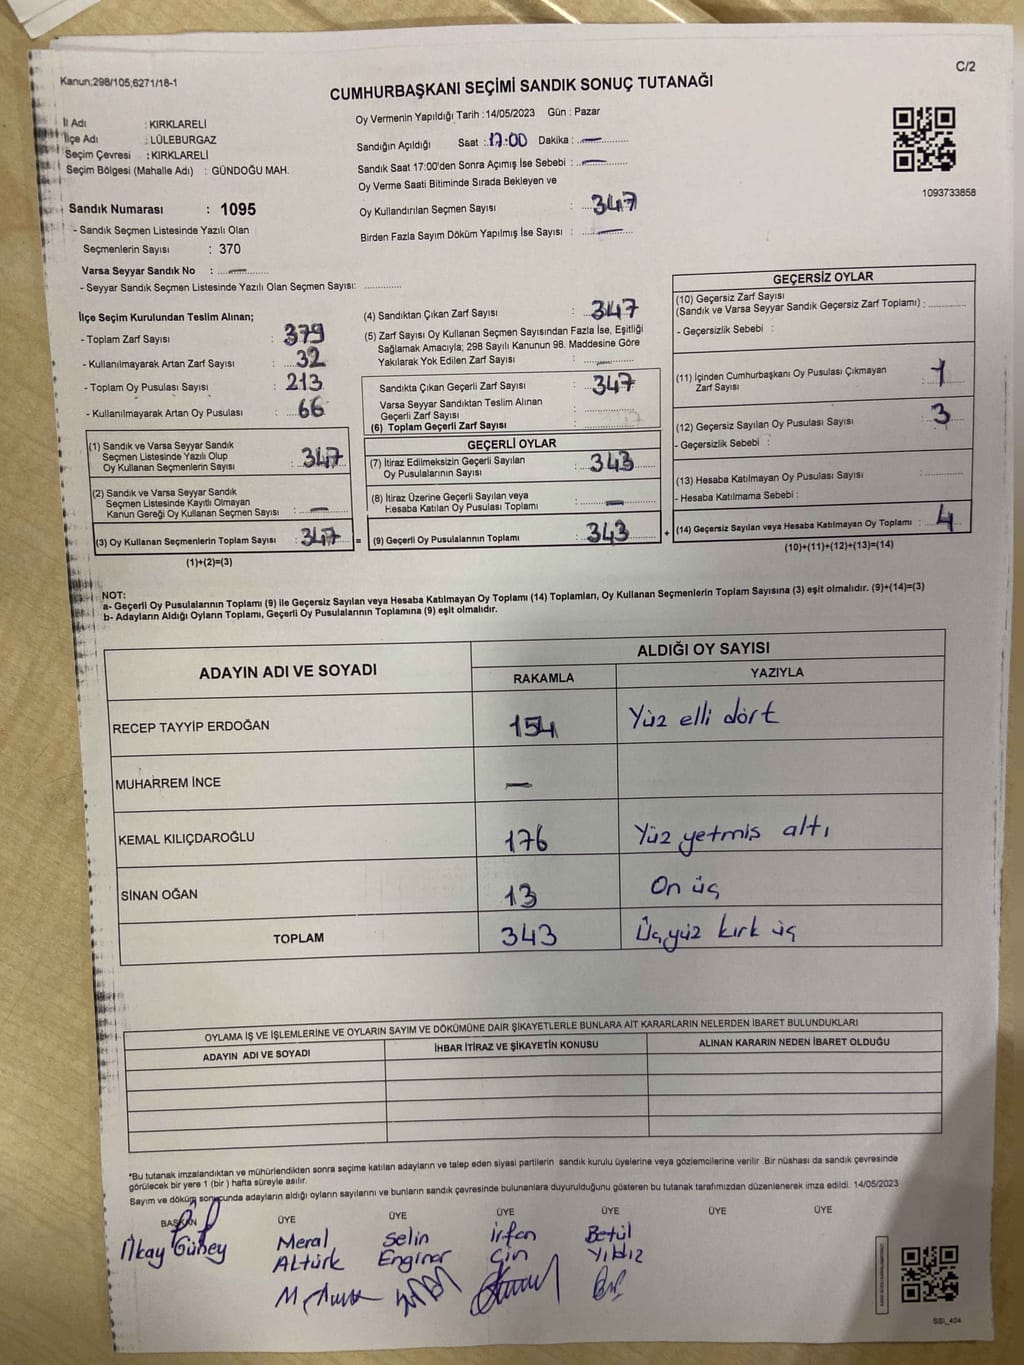 Kanun;298/105;6271/18-1
C/2
CUMHURBAŞKANI SEÇİMİ SANDIK SONUÇ TUTANAĞI
İl Adı : KIRKLARELİ
İlçe Adı : LÜLEBURGAZ
Seçim Çevresi : KIRKLARELİ
Seçim Bölgesi (Mahalle Adı) : GÜNDOĞU MAH.
Sandık Numarası : 1095
- Sandık Seçmen Listesinde Yazılı Olan
Seçmenlerin Sayısı : 370
Varsa Seyyar Sandık No : —
- Seyyar Sandık Seçmen Listesinde Yazılı Olan Seçmen Sayısı:
Oy Vermenin Yapıldığı Tarih :14/05/2023 Gün : Pazar
Sandığın Açıldığı Saat : 17:00 Dakika : —
Sandık Saat 17:00'den Sonra Açımış İse Sebebi : —
Oy Verme Saati Bitiminde Sırada Bekleyen ve
Oy Kullandırılan Seçmen Sayısı : 347
Birden Fazla Sayım Döküm Yapılmış İse Sayısı : —
1093733858
İlçe Seçim Kurulundan Teslim Alınan;
- Toplam Zarf Sayısı : 379
- Kullanılmayarak Artan Zarf Sayısı : 32
- Toplam Oy Pusulası Sayısı : 213
- Kullanılmayarak Artan Oy Pusulası : 66
(1) Sandık ve Varsa Seyyar Sandık
Seçmen Listesinde Yazılı Olup
Oy Kullanan Seçmenlerin Sayısı : 347
(2) Sandık ve Varsa Seyyar Sandık
Seçmen Listesinde Kayıtlı Olmayan
Kanun Gereği Oy Kullanan Seçmen Sayısı : —
(3) Oy Kullanan Seçmenlerin Toplam Sayısı : 347
(1)+(2)=(3)
=
(4) Sandıktan Çıkan Zarf Sayısı : 347
(5) Zarf Sayısı Oy Kullanan Seçmen Sayısından Fazla İse, Eşitliği
Sağlamak Amacıyla; 298 Sayılı Kanunun 98. Maddesine Göre
Yakılarak Yok Edilen Zarf Sayısı : —
Sandıkta Çıkan Geçerli Zarf Sayısı : 347
Varsa Seyyar Sandıktan Teslim Alınan
Geçerli Zarf Sayısı :
(6) Toplam Geçerli Zarf Sayısı :
GEÇERLİ OYLAR
(7) İtiraz Edilmeksizin Geçerli Sayılan
Oy Pusulalarının Sayısı : 343
(8) İtiraz Üzerine Geçerli Sayılan veya
Hesaba Katılan Oy Pusulası Toplamı : —
(9) Geçerli Oy Pusulalarının Toplamı : 343
+
GEÇERSİZ OYLAR
(10) Geçersiz Zarf Sayısı
(Sandık ve Varsa Seyyar Sandık Geçersiz Zarf Toplamı) :
- Geçersizlik Sebebi :
(11) İçinden Cumhurbaşkanı Oy Pusulası Çıkmayan
Zarf Sayısı : 1
(12) Geçersiz Sayılan Oy Pusulası Sayısı : 3
- Geçersizlik Sebebi :
(13) Hesaba Katılmayan Oy Pusulası Sayısı :
- Hesaba Katılmama Sebebi :
(14) Geçersiz Sayılan veya Hesaba Katılmayan Oy Toplamı : 4
(10)+(11)+(12)+(13)=(14)
NOT:
a- Geçerli Oy Pusulalarının Toplamı (9) ile Geçersiz Sayılan veya Hesaba Katılmayan Oy Toplamı (14) Toplamları, Oy Kullanan Seçmenlerin Toplam Sayısına (3) eşit olmalıdır. (9)+(14)=(3)
b- Adayların Aldığı Oyların Toplamı, Geçerli Oy Pusulalarının Toplamına (9) eşit olmalıdır.
ADAYIN ADI VE SOYADI
ALDIĞI OY SAYISI
RAKAMLA YAZIYLA
RECEP TAYYİP ERDOĞAN 154 Yüz elli dört
MUHARREM İNCE —
KEMAL KILIÇDAROĞLU 176 Yüz yetmiş altı
SİNAN OĞAN 13 On üç
TOPLAM 343 Üçyüz kırk üç
OYLAMA İŞ VE İŞLEMLERİNE VE OYLARIN SAYIM VE DÖKÜMÜNE DAİR ŞİKAYETLERLE BUNLARA AİT KARARLARIN NELERDEN İBARET BULUNDUKLARI
ADAYIN ADI VE SOYADI İHBAR İTİRAZ VE ŞİKAYETİN KONUSU ALINAN KARARIN NEDEN İBARET OLDUĞU
*Bu tutanak imzalandıktan ve mühürlendikten sonra seçime katılan adayların ve talep eden siyasi partilerin sandık kurulu üyelerine veya gözlemcilerine verilir .Bir nüshası da sandık çevresinde
görülecek bir yere 1 (bir ) hafta süreyle asılır.
Sayım ve döküm sonucunda adayların aldığı oyların sayılarını ve bunların sandık çevresinde bulunanlara duyurulduğunu gösteren bu tutanak tarafımızdan düzenlenerek imza edildi. 14/05/2023
BAŞKAN ÜYE ÜYE ÜYE ÜYE ÜYE ÜYE
İlkay Güney Meral Selin İrfan Betül
Altürk Enginer Çin Yıldız
SSİ_404